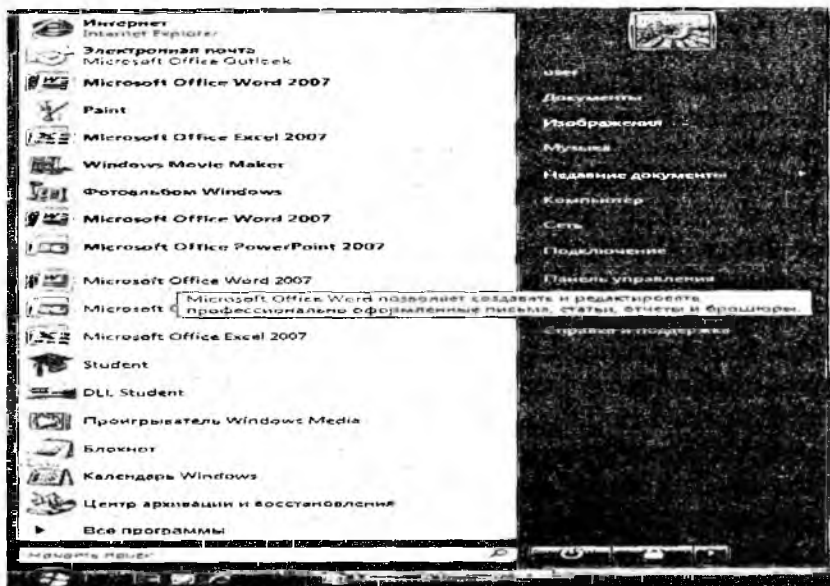 Интернет
Internet Explorer
Электронная почта
Microsoft Office Outlook
Microsoft Office Word 2007
Paint
Microsoft Office Excel 2007
Windows Movie Maker
Фотоальбом Windows
Microsoft Office Word 2007
Microsoft Office PowerPoint 2007
Microsoft Office Word 2007
Microsoft
Microsoft Office Word позволяет создавать и редактировать
профессионально оформленные письма, статьи, отчеты и брошюры.
Microsoft Office Excel 2007
Student
DLL Student
Проигрыватель Windows Media
Блокнот
Календарь Windows
Центр архивации и восстановления
Все программы
Начать поиск
user
Документы
Изображения
Музыка
Недавние документы
Компьютер
Сеть
Подключение
Панель управления
Справка и поддержка